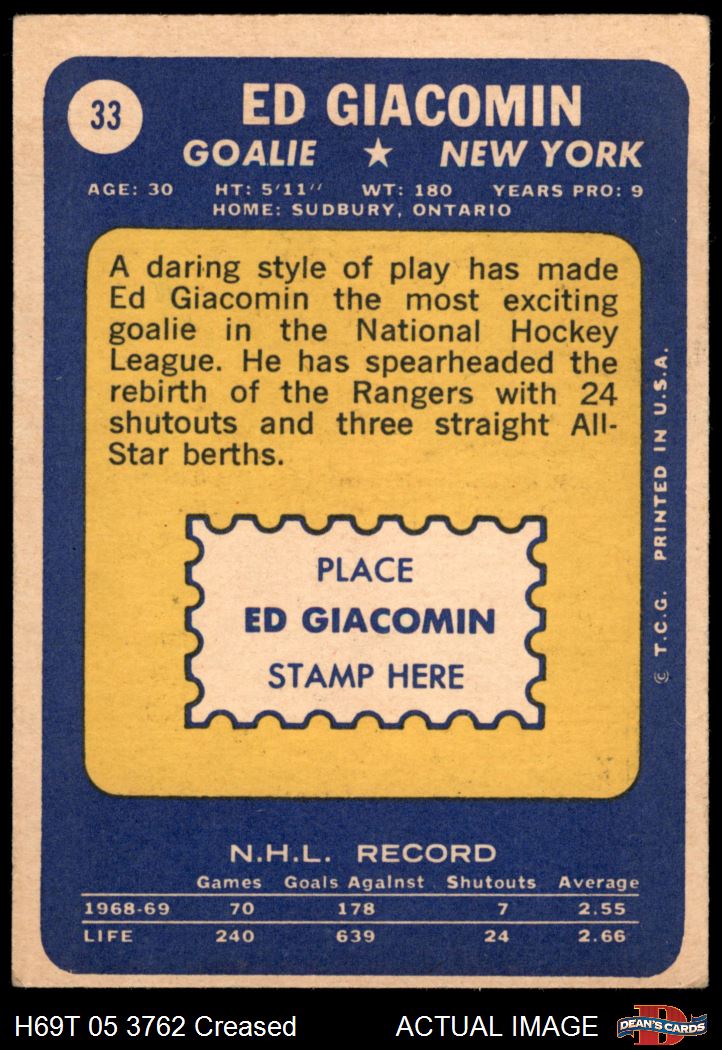 33
ED GIACOMIN
GOALIE ★ NEW YORK
AGE: 30 HT: 5'11'' WT: 180 YEARS PRO: 9
HOME: SUDBURY, ONTARIO
A daring style of play has made
Ed Giacomin the most exciting
goalie in the National Hockey
League. He has spearheaded the
rebirth of the Rangers with 24
shutouts and three straight All-
Star berths.
PLACE
ED GIACOMIN
STAMP HERE
© T.C.G. PRINTED IN U.S.A.
N.H.L. RECORD
Games Goals Against Shutouts Average
1968-69 70 178 7 2.55
LIFE 240 639 24 2.66
H69T 05 3762 Creased ACTUAL IMAGE
D
DEAN'S CARDS